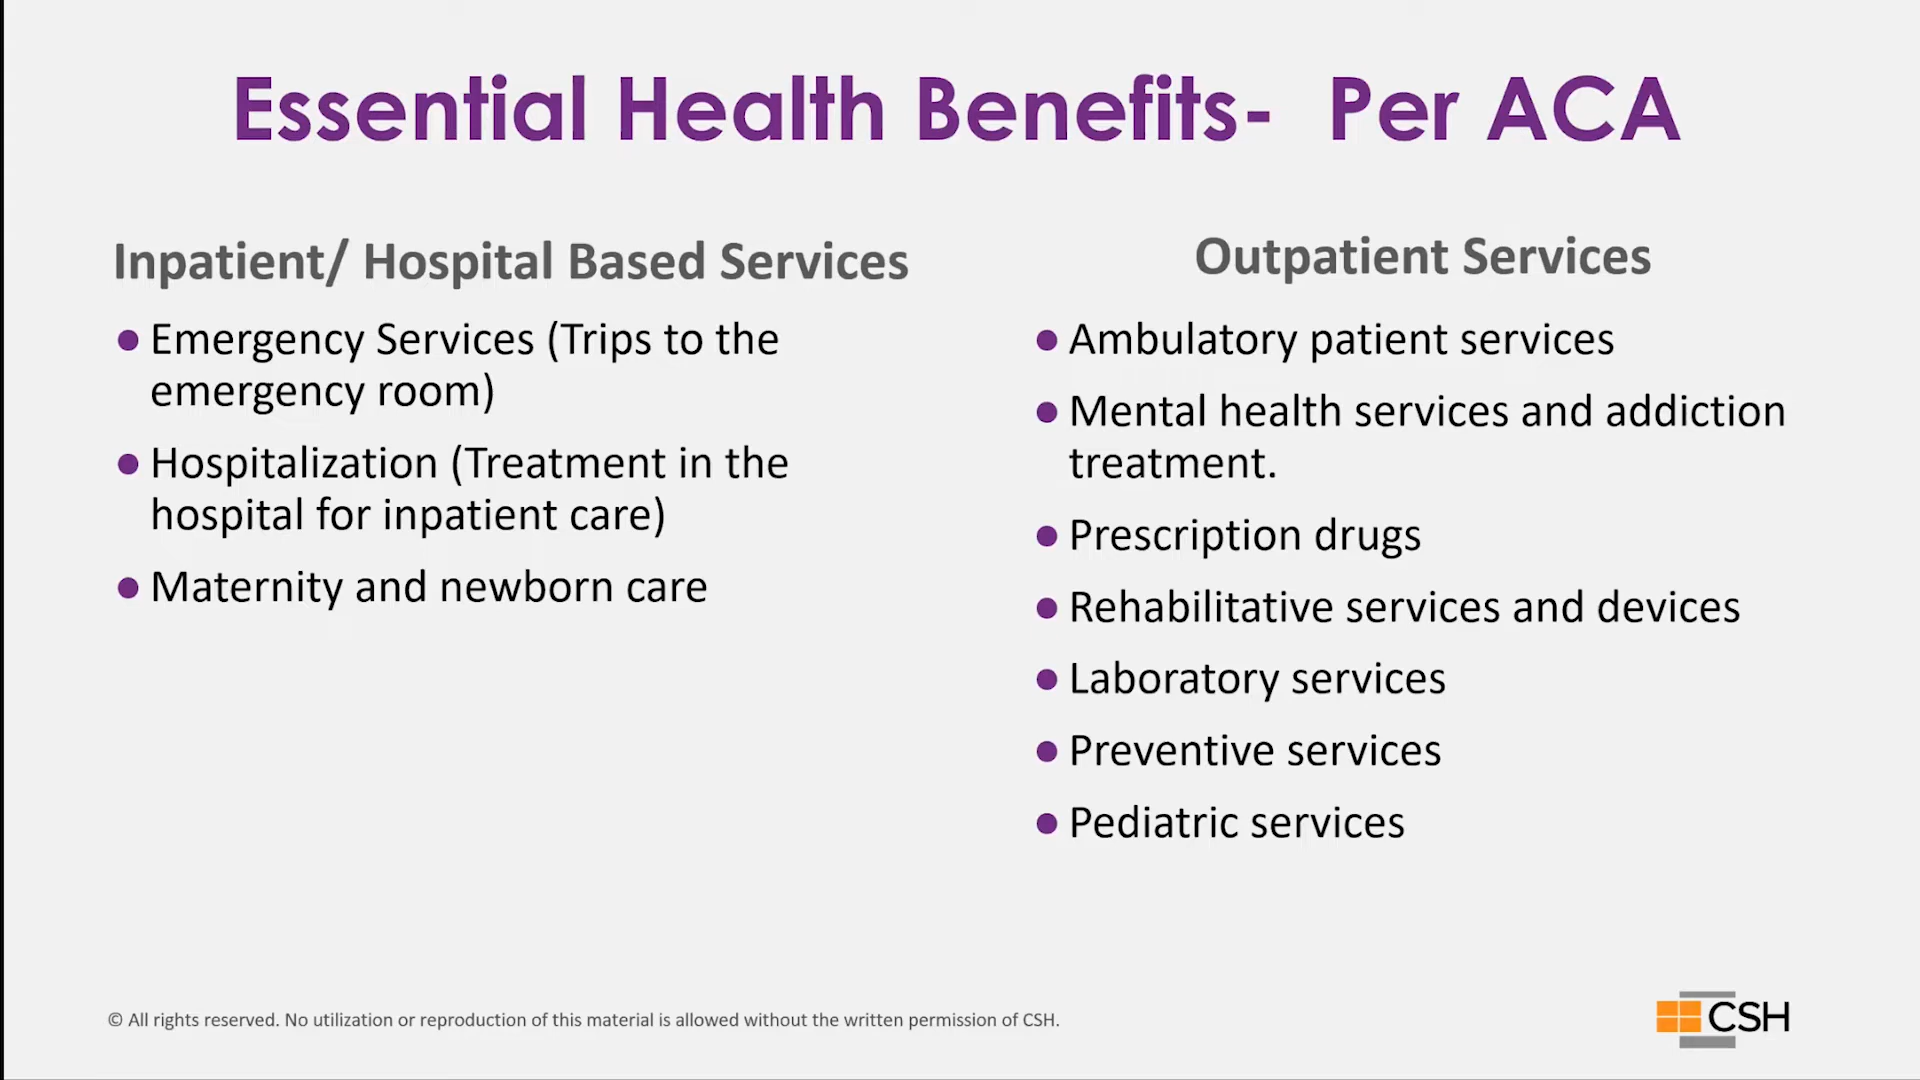 Essential Health Benefits-  Per ACA
Inpatient/ Hospital Based Services
● Emergency Services (Trips to the
emergency room)
● Hospitalization (Treatment in the
hospital for inpatient care)
● Maternity and newborn care
Outpatient Services
● Ambulatory patient services
● Mental health services and addiction
treatment.
● Prescription drugs
● Rehabilitative services and devices
● Laboratory services
● Preventive services
● Pediatric services
© All rights reserved. No utilization or reproduction of this material is allowed without the written permission of CSH.
CSH